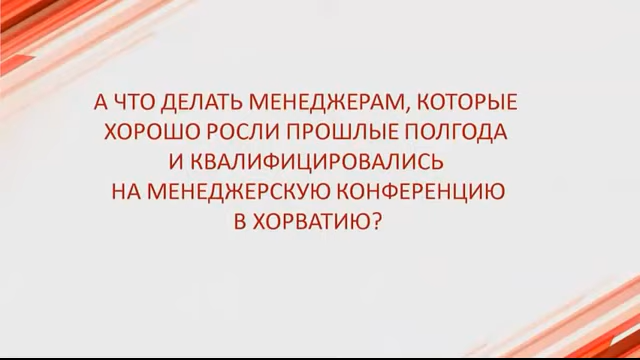 А ЧТО ДЕЛАТЬ МЕНЕДЖЕРАМ, КОТОРЫЕ
ХОРОШО РОСЛИ ПРОШЛЫЕ ПОЛГОДА
И КВАЛИФИЦИРОВАЛИСЬ
НА МЕНЕДЖЕРСКУЮ КОНФЕРЕНЦИЮ
В ХОРВАТИЮ?